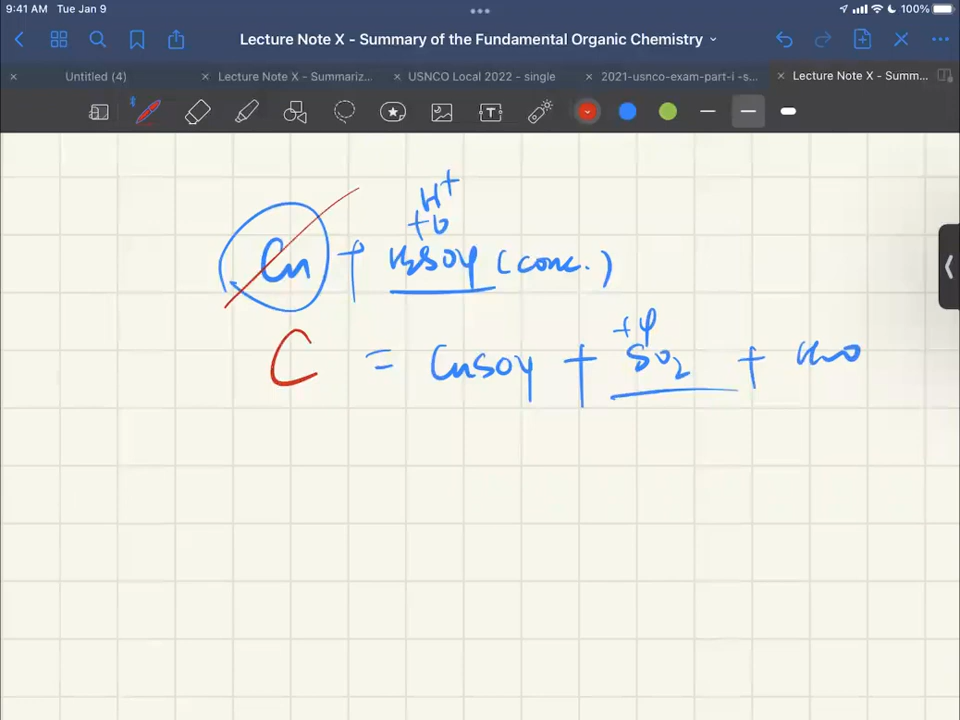 9:41 AM Tue Jan 9
100%
Lecture Note X - Summary of the Fundamental Organic Chemistry
Untitled (4)
Lecture Note X - Summariz...
USNCO Local 2022 - single
2021-usnco-exam-part-i -s...
Lecture Note X - Summ...
H+
+6
Cu + H2SO4 (conc.)
+4
C = CuSO4 + SO2 + H2O